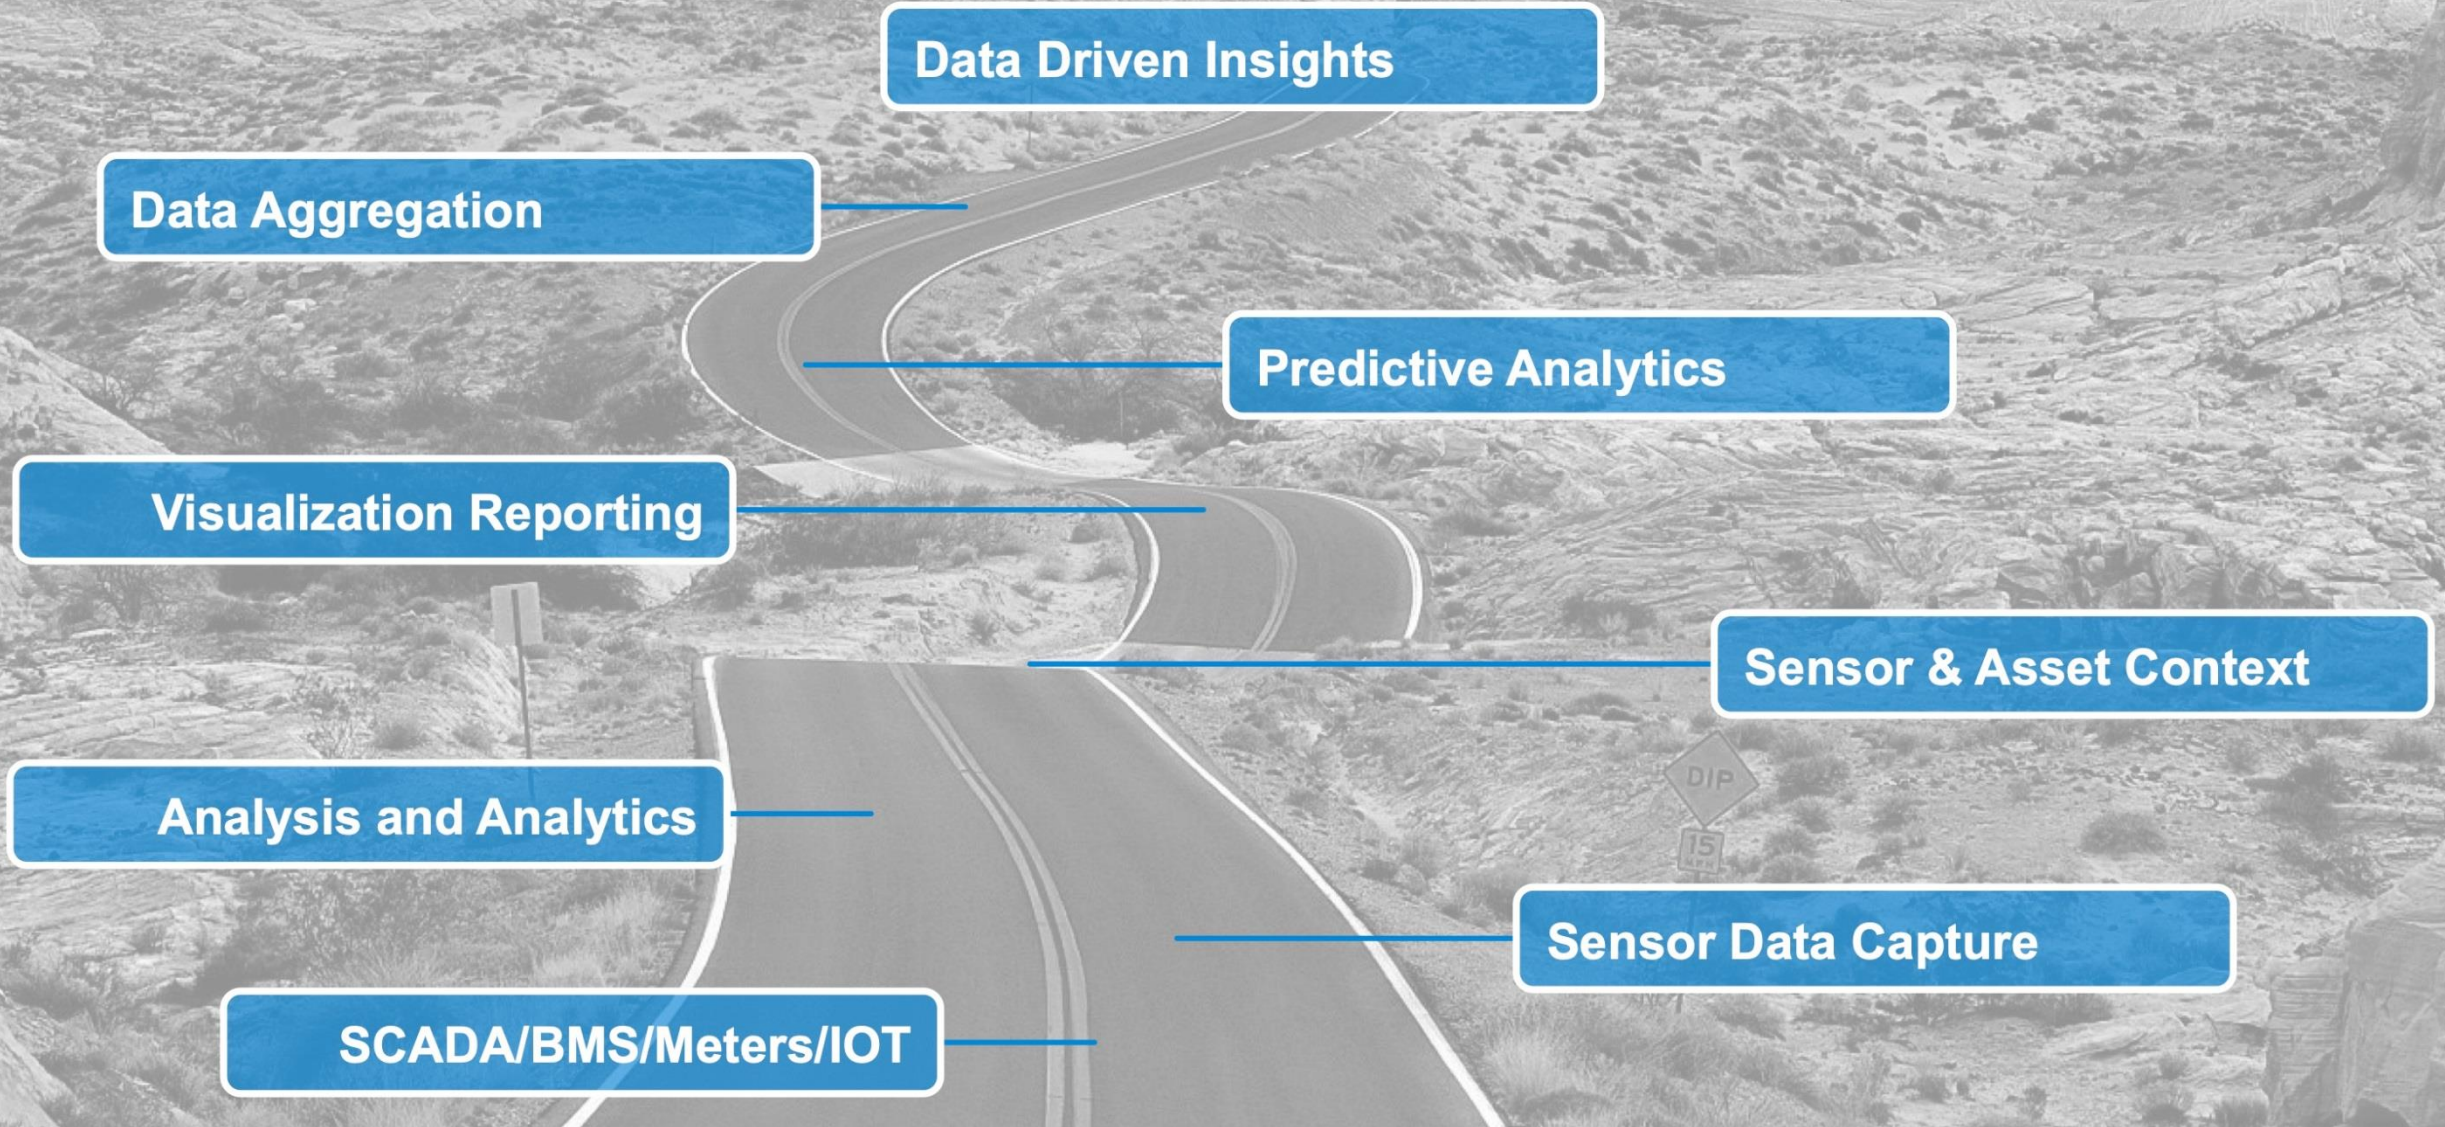 Data Driven Insights
Data Aggregation
Predictive Analytics
Visualization Reporting
Sensor & Asset Context
DIP
15
Analysis and Analytics
Sensor Data Capture
SCADA/BMS/Meters/IOT